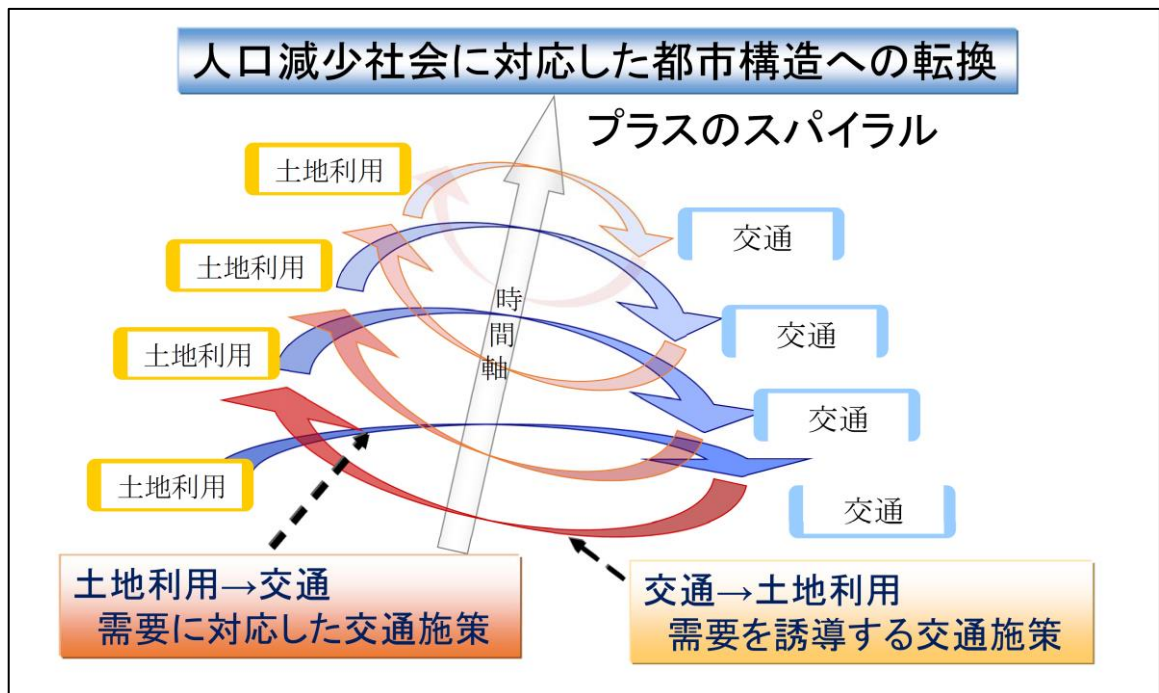 人口減少社会に対応した都市構造への転換
プラスのスパイラル
土地利用
交通
土地利用
交通
土地利用
交通
土地利用
交通
時間軸
土地利用→交通
需要に対応した交通施策
交通→土地利用
需要を誘導する交通施策